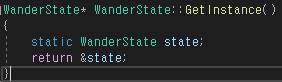 WanderState* WanderState::GetInstance()
{
static WanderState state;
return &state;
}